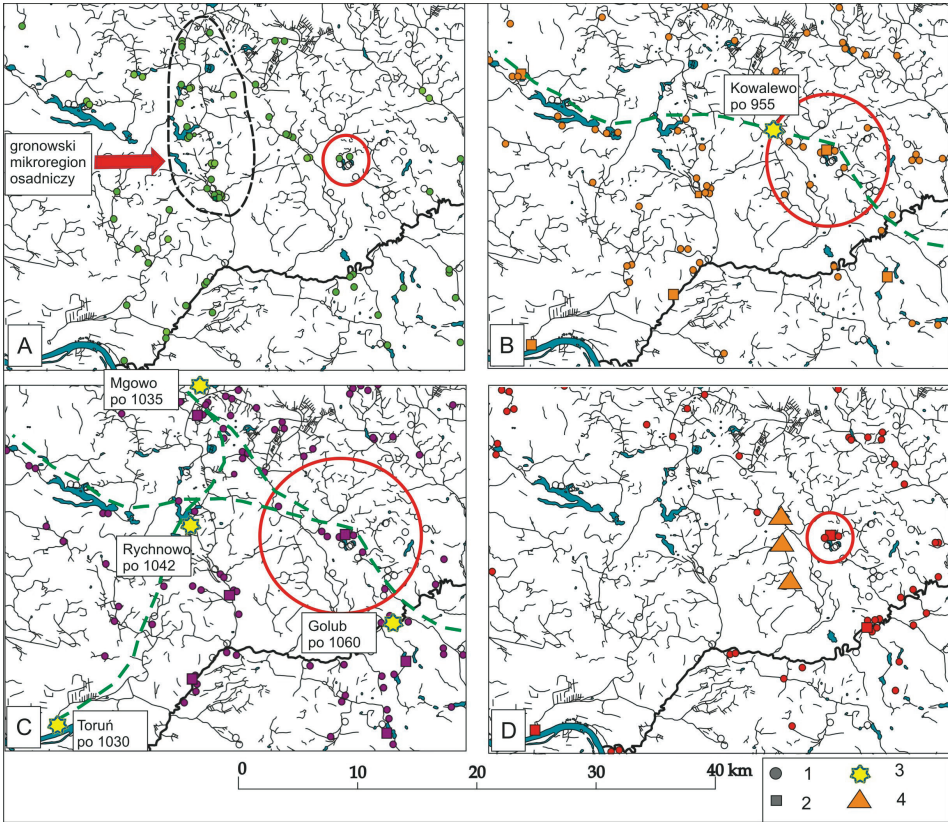 gronowski
mikroregion
osadniczy
A
Kowalewo
po 955
B
Mgowo
po 1035
Rychnowo
po 1042
Golub
po 1060
Toruń
po 1030
C
D
0 10 20 30 40 km
1
2
3
4